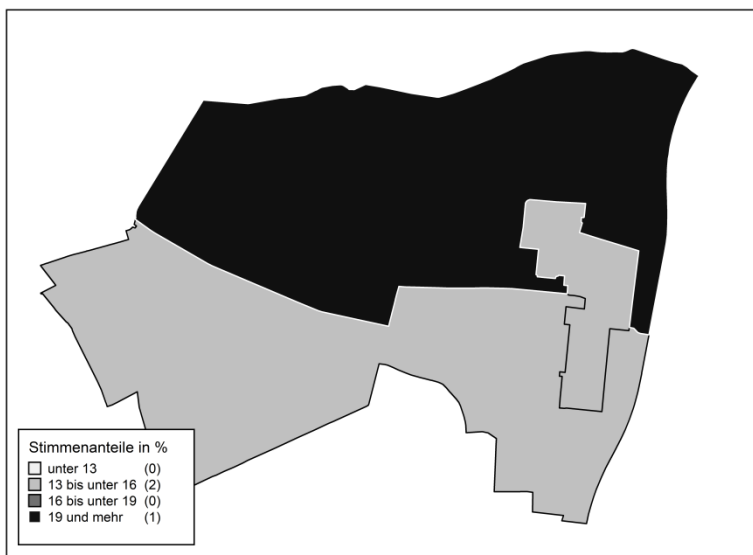 Stimmenanteile in %
unter 13 (0)
13 bis unter 16 (2)
16 bis unter 19 (0)
19 und mehr (1)